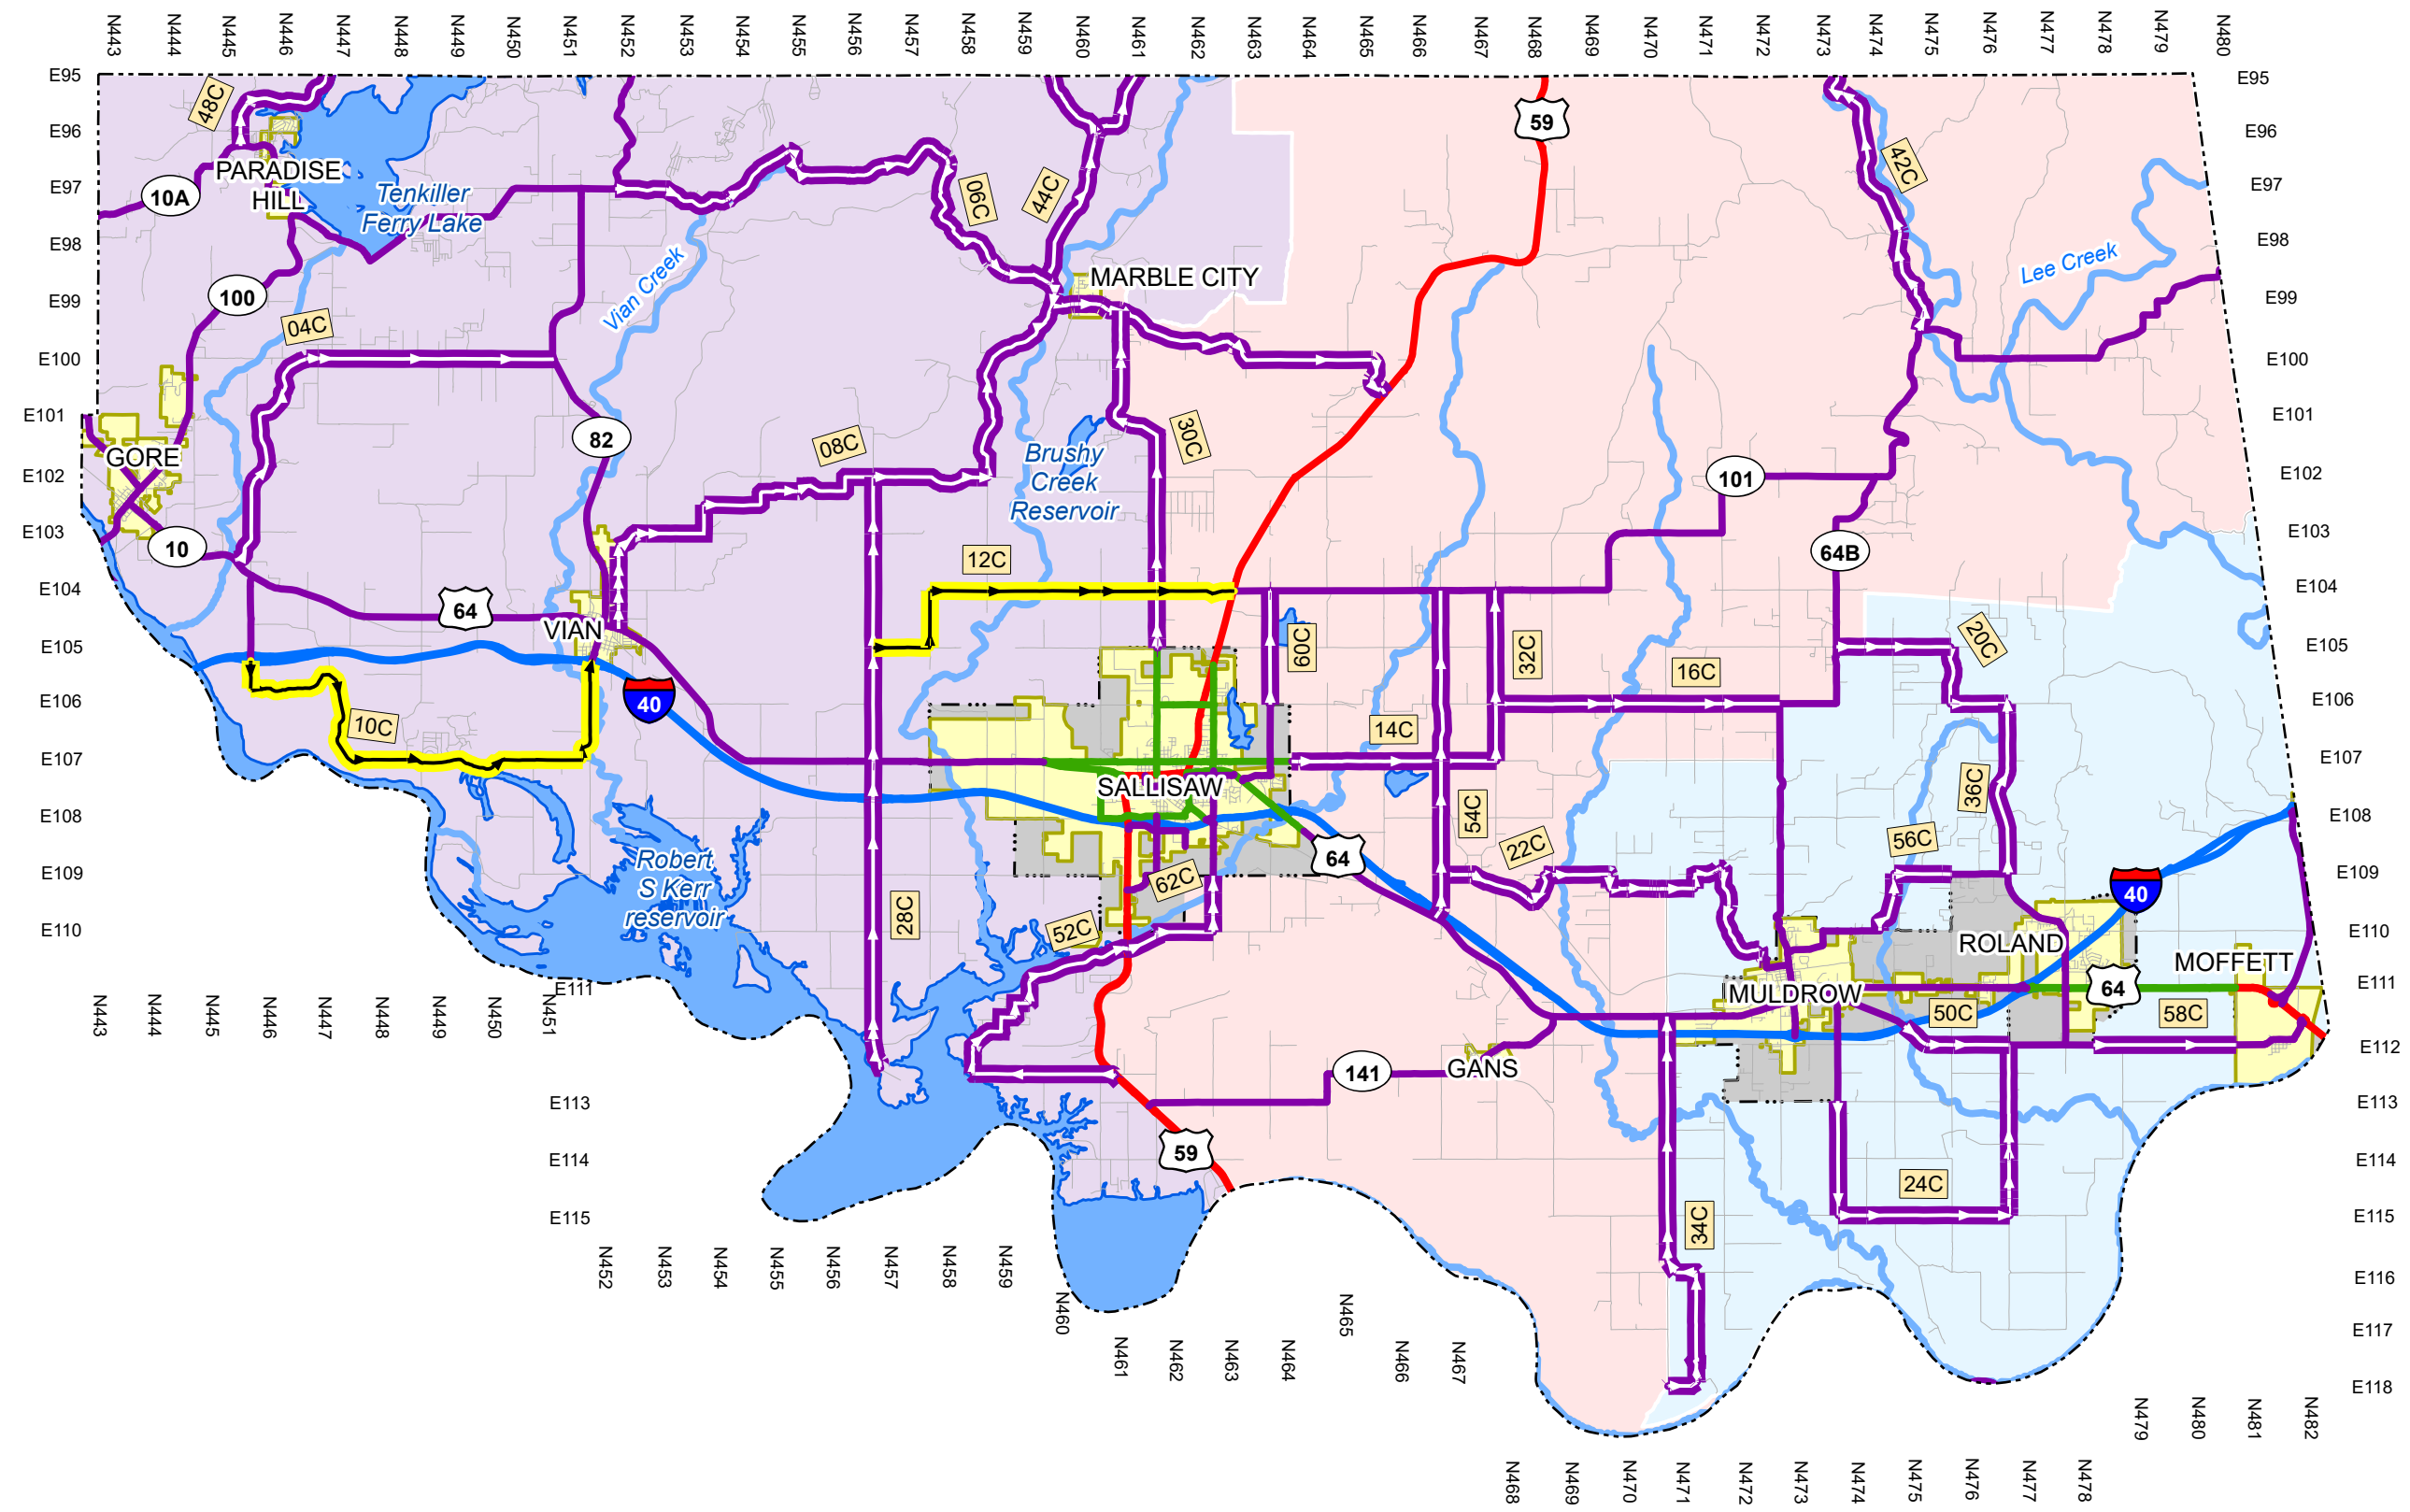 N443 N444 N445 N446 N447 N448 N449 N450 N451 N452 N453 N454 N455 N456 N457 N458 N459 N460 N461 N462 N463 N464 N465 N466 N467 N468 N469 N470 N471 N472 N473 N474 N475 N476 N477 N478 N479 N480
E95
E95
48C
59
E96
E96
PARADISE
HILL
10A
Tenkiller
Ferry Lake
E97
06C
44C
42C
E97
E98
Vian Creek
MARBLE CITY
Lee Creek
E98
100
E99
E99
04C
E100
E100
E101
82
08C
30C
E101
GORE
Brushy
Creek
Reservoir
E102
101
E102
10
E103
64B
E103
12C
E104
64
E104
VIAN
E105
60C
32C
16C
20C
E105
40
E106
10C
14C
E106
E107
SALLISAW
36C
E107
E108
54C
64
22C
56C
E108
Robert
S Kerr
reservoir
E109
62C
40
E109
28C
52C
E110
ROLAND
E110
MOFFETT
E111
MULDROW
64
E111
N443 N444 N445 N446 N447 N448 N449 N450 N451
50C
58C
141
GANS
E112
E113
E113
59
E114
E114
24C
E115
34C
E115
N452 N453 N454 N455 N456 N457 N458 N459
E116
N460
N465
E117
N461 N462 N463 N464
N466 N467
E118
N479 N480 N481 N482
N468 N469 N470 N471 N472 N473 N474 N475 N476 N477 N478